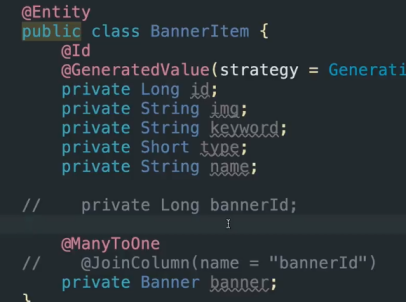 @Entity
public class BannerItem {
@Id
@GeneratedValue(strategy = Generati
private Long id;
private String img;
private String keyword;
private Short type;
private String name;
// private Long bannerId;
@ManyToOne
// @JoinColumn(name = "bannerId")
private Banner banner;
}